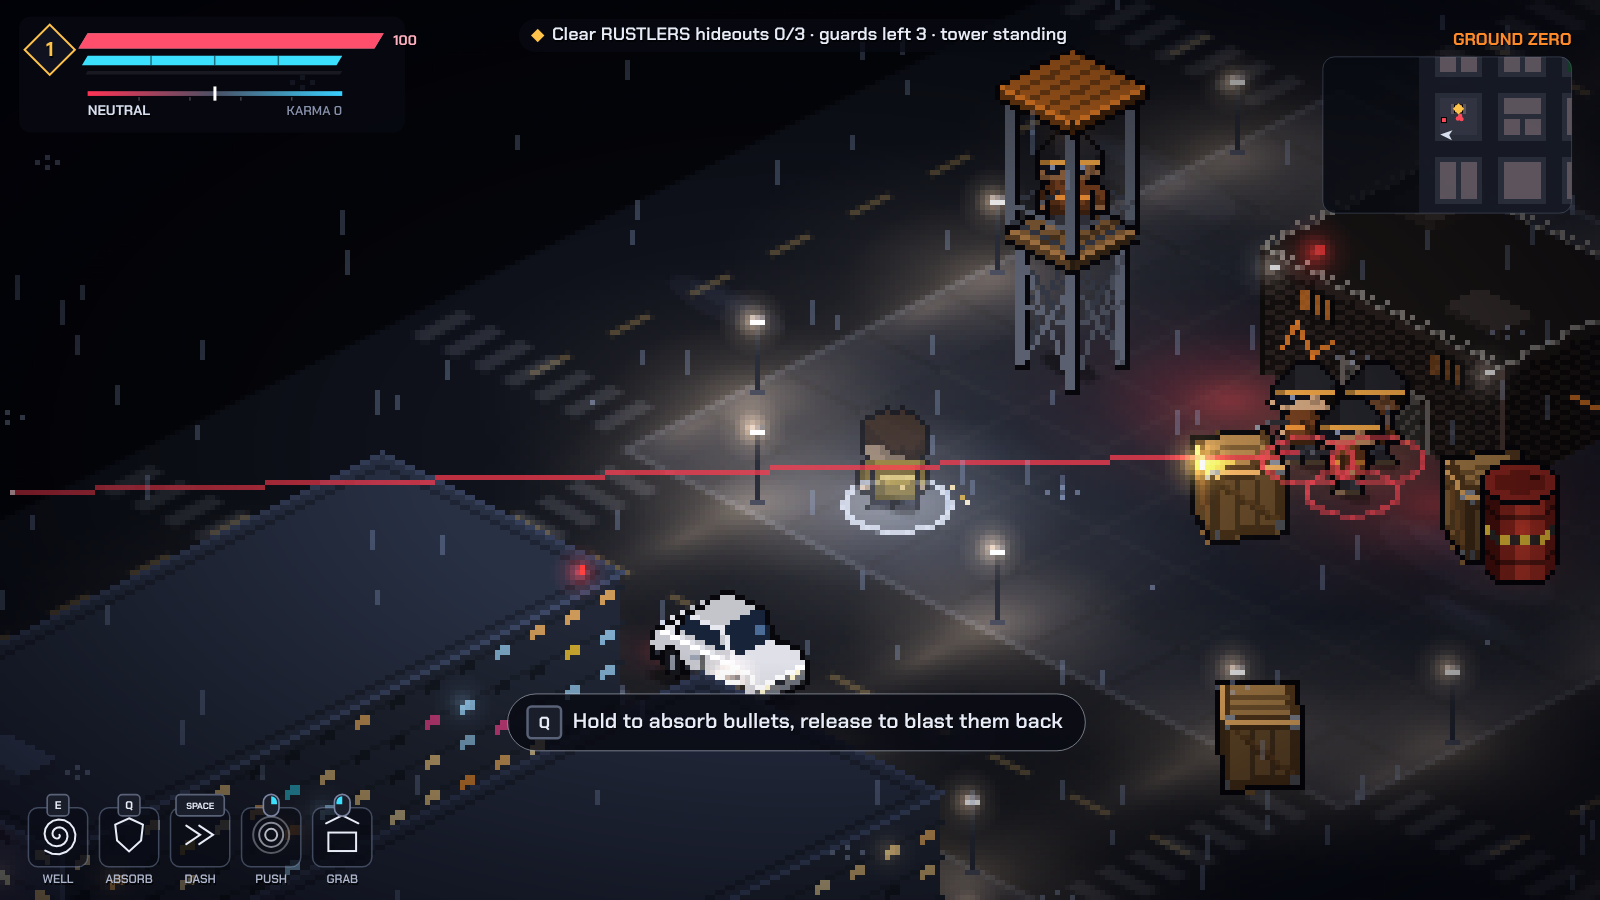 1
100
NEUTRAL
KARMA 0
Clear RUSTLERS hideouts 0/3 · guards left 3 · tower standing
GROUND ZERO
Q Hold to absorb bullets, release to blast them back
E
Q
SPACE
WELL
ABSORB
DASH
PUSH
GRAB